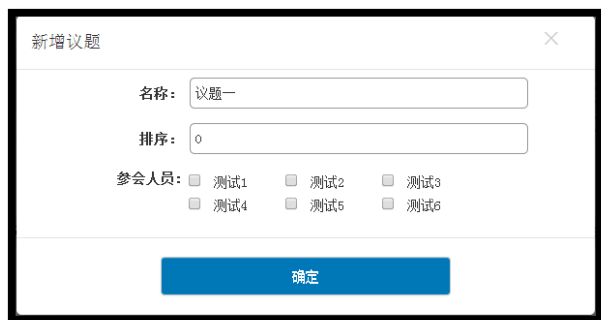 新增议题
名称： 议题一
排序： 0
参会人员： 测试1 测试2 测试3
测试4 测试5 测试6
确定